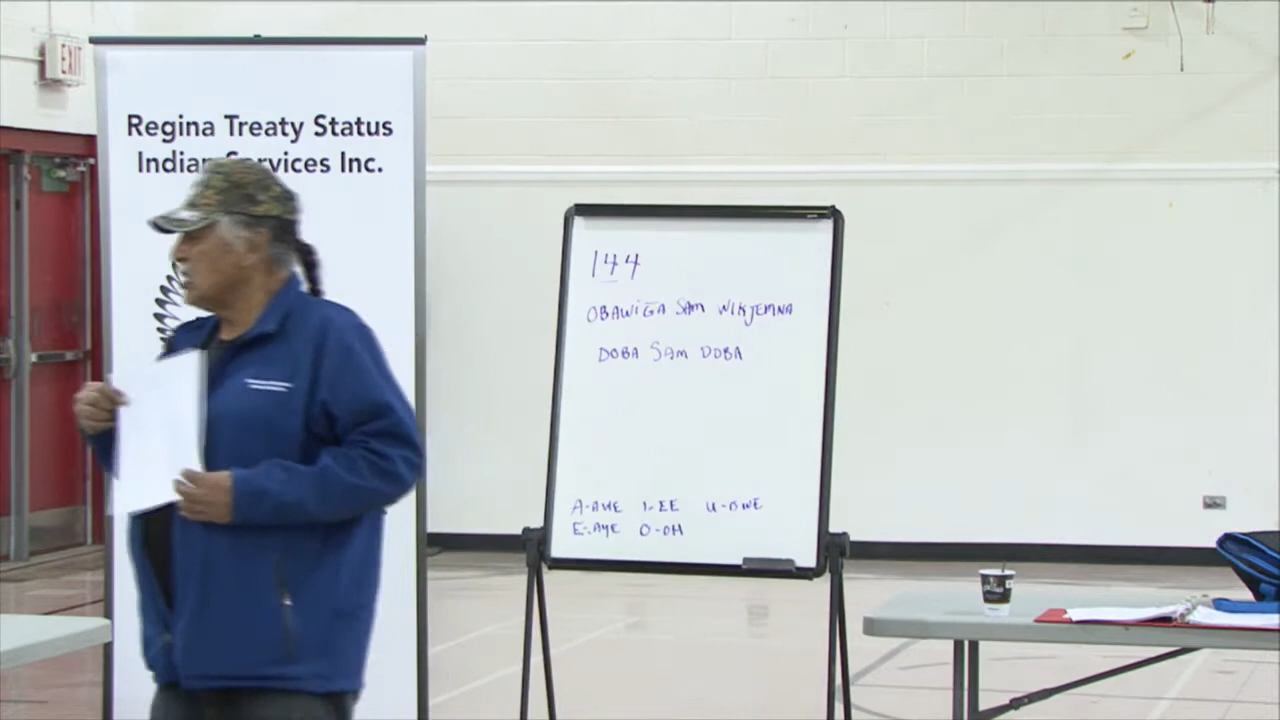 EXIT
Regina Treaty Status
Indian Services Inc.
144
OBAWIGA SAM WIKJEMNA
DOBA SAM DOBA
A-AWE I-EE U-OWE
E-AYE O-OH